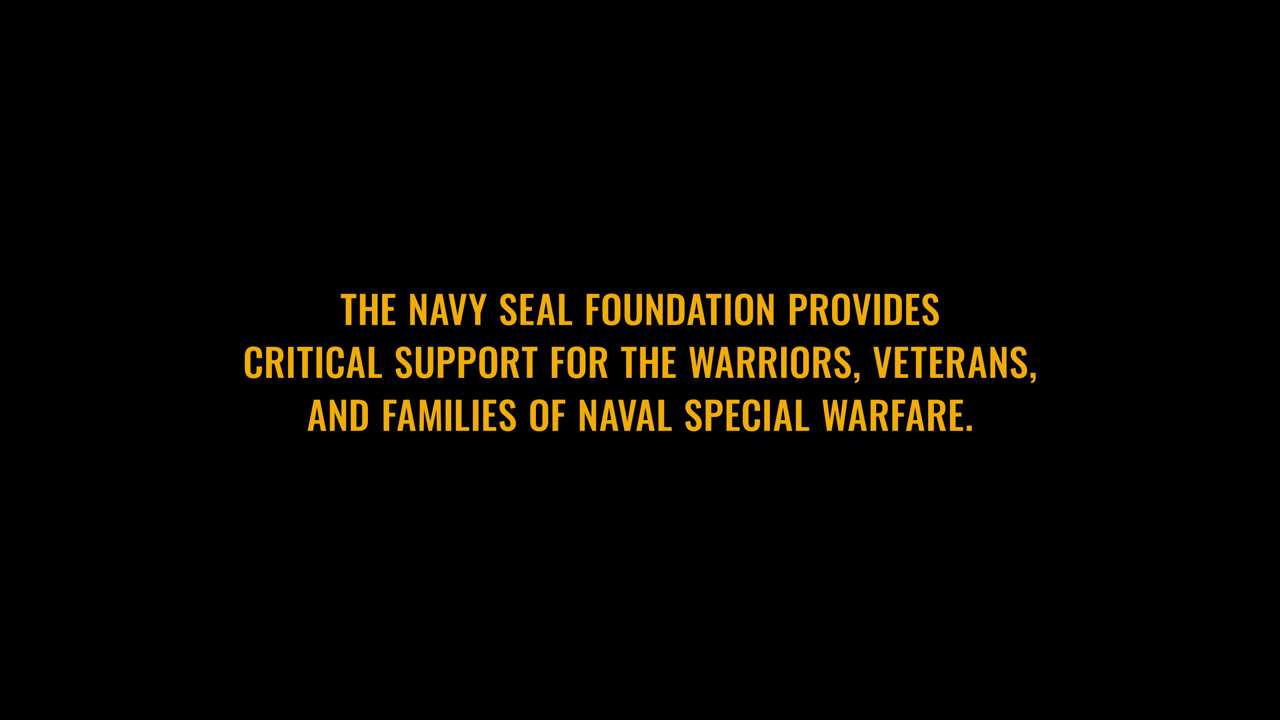 THE NAVY SEAL FOUNDATION PROVIDES
CRITICAL SUPPORT FOR THE WARRIORS, VETERANS,
AND FAMILIES OF NAVAL SPECIAL WARFARE.